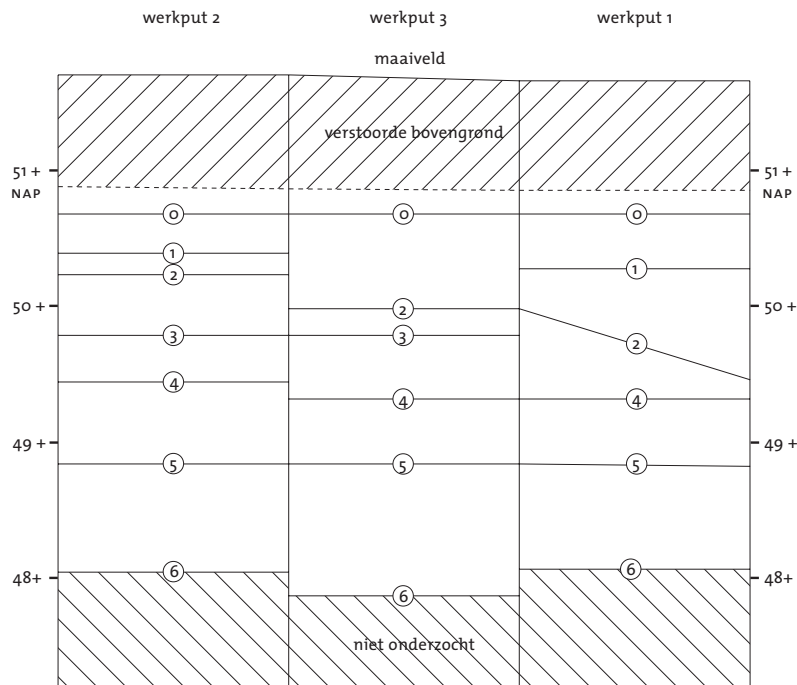 werkput 2 werkput 3 werkput 1
maaiveld
verstoorde bovengrond
51 + 51 +
NAP NAP
0 0 0
1
1
2
50 + 50 +
2
3 3
2
4
4 4
49 + 49 +
5 5 5
6
6
48+ 48+
6
niet onderzocht